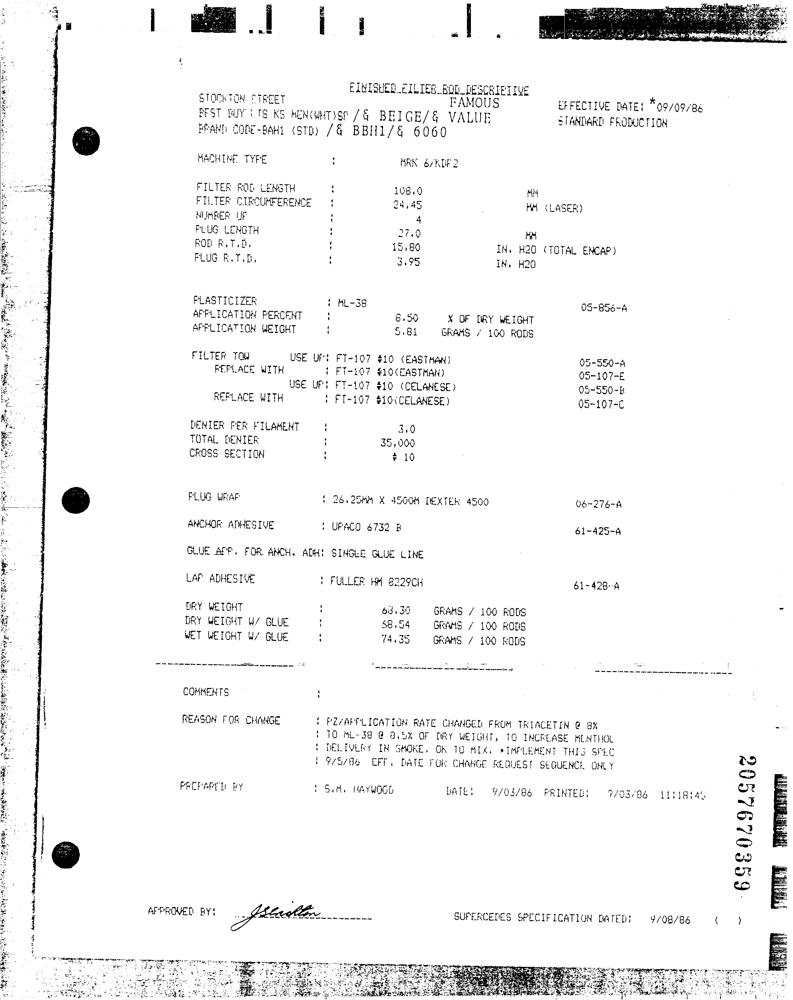 FINISHED FILTER ROD DESCRIPTIVE
STOCKTON STREET FAMOUS EFFECTIVE DATE: *09/09/86
BEST BUY LTS KS MEN(WHT)SP /& BEIGE/& VALUE STANDARD PRODUCTION
BRAND CODE-BAH1 (STD) /& BBH1/& 6060
MACHINE TYPE : MRK 6/KDF2
FILTER ROD LENGTH : 108.0 MM
FILTER CIRCUMFERENCE : 24.45 MM (LASER)
NUMBER UP : 4
PLUG LENGTH : 27.0 MM
ROD R.T.D. : 15.80 IN. H20 (TOTAL ENCAP)
PLUG R.T.D. : 3.95 IN. H20
PLASTICIZER : ML-38 05-856-A
APPLICATION PERCENT : 8.50 % OF DRY WEIGHT
APPLICATION WEIGHT : 5.81 GRAMS / 100 RODS
FILTER TOW USE UP: FT-107 #10 (EASTMAN) 05-550-A
REPLACE WITH : FT-107 #10(EASTMAN) 05-107-E
USE UP: FT-107 #10 (CELANESE) 05-550-B
REPLACE WITH : FT-107 #10(CELANESE) 05-107-C
DENIER PER FILAMENT : 3.0
TOTAL DENIER : 35,000
CROSS SECTION : # 10
PLUG WRAP : 26.25MM X 4500M DEXTER 4500 06-276-A
ANCHOR ADHESIVE : UPACO 6732 B 61-425-A
GLUE APP. FOR ANCH. ADH: SINGLE GLUE LINE
LAP ADHESIVE : FULLER HM 8229CH 61-428-A
DRY WEIGHT : 68.30 GRAMS / 100 RODS
DRY WEIGHT W/ GLUE : 68.54 GRAMS / 100 RODS
WET WEIGHT W/ GLUE : 74.35 GRAMS / 100 RODS
COMMENTS :
REASON FOR CHANGE : PZ/APPLICATION RATE CHANGED FROM TRIACETIN @ 8%
: TO ML-38 @ 8.5% OF DRY WEIGHT, TO INCREASE MENTHOL
: DELIVERY IN SMOKE. OK TO MIX. *IMPLEMENT THIS SPEC
: 9/5/86 EFF. DATE FOR CHANGE REQUEST SEQUENCE ONLY
PREPARED BY : S.M. HAYWOOD DATE: 9/03/86 PRINTED: 9/03/86 11:18:45
2057670359
APPROVED BY:
SUPERCEDES SPECIFICATION DATED: 9/08/86 ( )